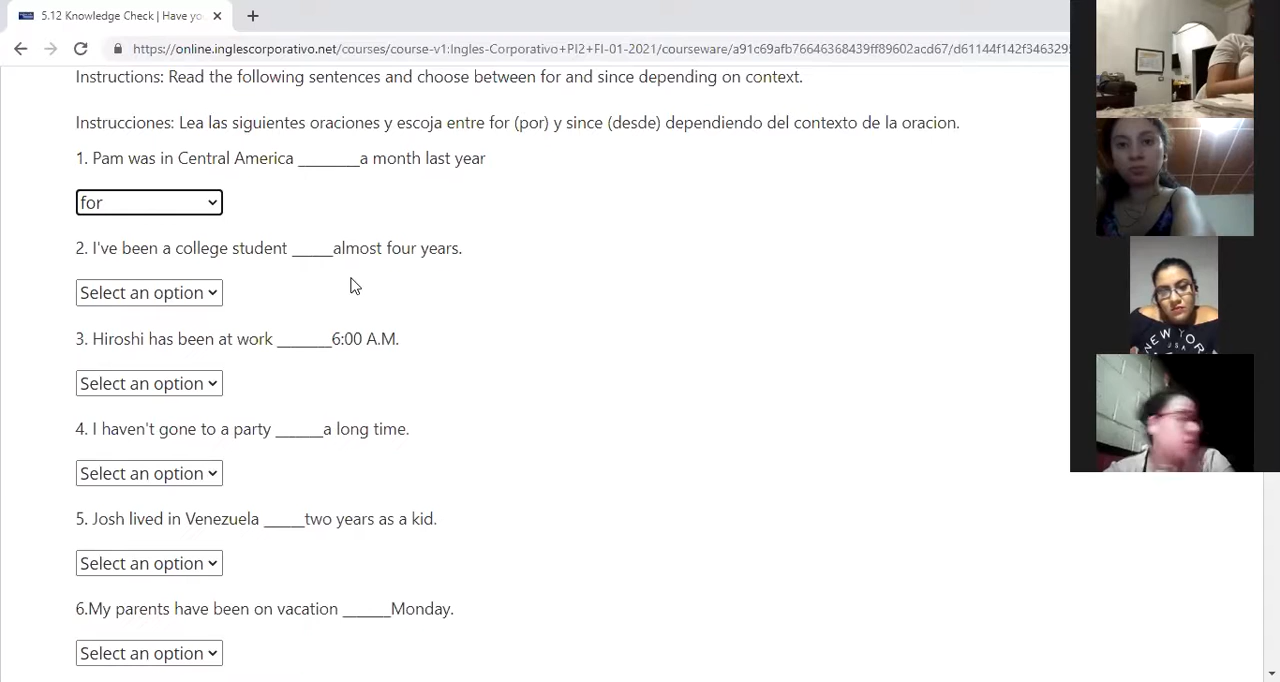 5.12 Knowledge Check | Have yo
https://online.inglescorporativo.net/courses/course-v1:Ingles-Corporativo+PI2+FI-01-2021/courseware/a91c69afb76646368439ff89602acd67/d61144f142f3463295
Instructions: Read the following sentences and choose between for and since depending on context.
Instrucciones: Lea las siguientes oraciones y escoja entre for (por) y since (desde) dependiendo del contexto de la oracion.
1. Pam was in Central America ________a month last year
for
2. I've been a college student _____almost four years.
Select an option
3. Hiroshi has been at work _______6:00 A.M.
Select an option
4. I haven't gone to a party ______a long time.
Select an option
5. Josh lived in Venezuela _____two years as a kid.
Select an option
6.My parents have been on vacation ______Monday.
Select an option
NEW YORK
USA